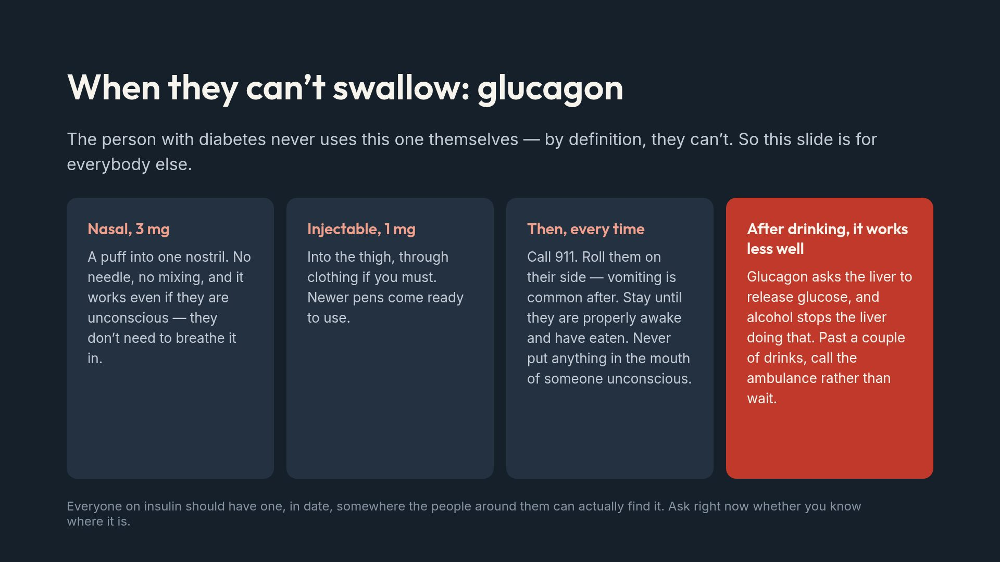 When they can’t swallow: glucagon
The person with diabetes never uses this one themselves — by definition, they can’t. So this slide is for
everybody else.
Nasal, 3 mg
A puff into one nostril. No
needle, no mixing, and it
works even if they are
unconscious — they
don’t need to breathe it
in.
Injectable, 1 mg
Into the thigh, through
clothing if you must.
Newer pens come ready
to use.
Then, every time
Call 911. Roll them on
their side — vomiting is
common after. Stay until
they are properly awake
and have eaten. Never
put anything in the mouth
of someone unconscious.
After drinking, it works
less well
Glucagon asks the liver to
release glucose, and
alcohol stops the liver
doing that. Past a couple
of drinks, call the
ambulance rather than
wait.
Everyone on insulin should have one, in date, somewhere the people around them can actually find it. Ask right now whether you know
where it is.